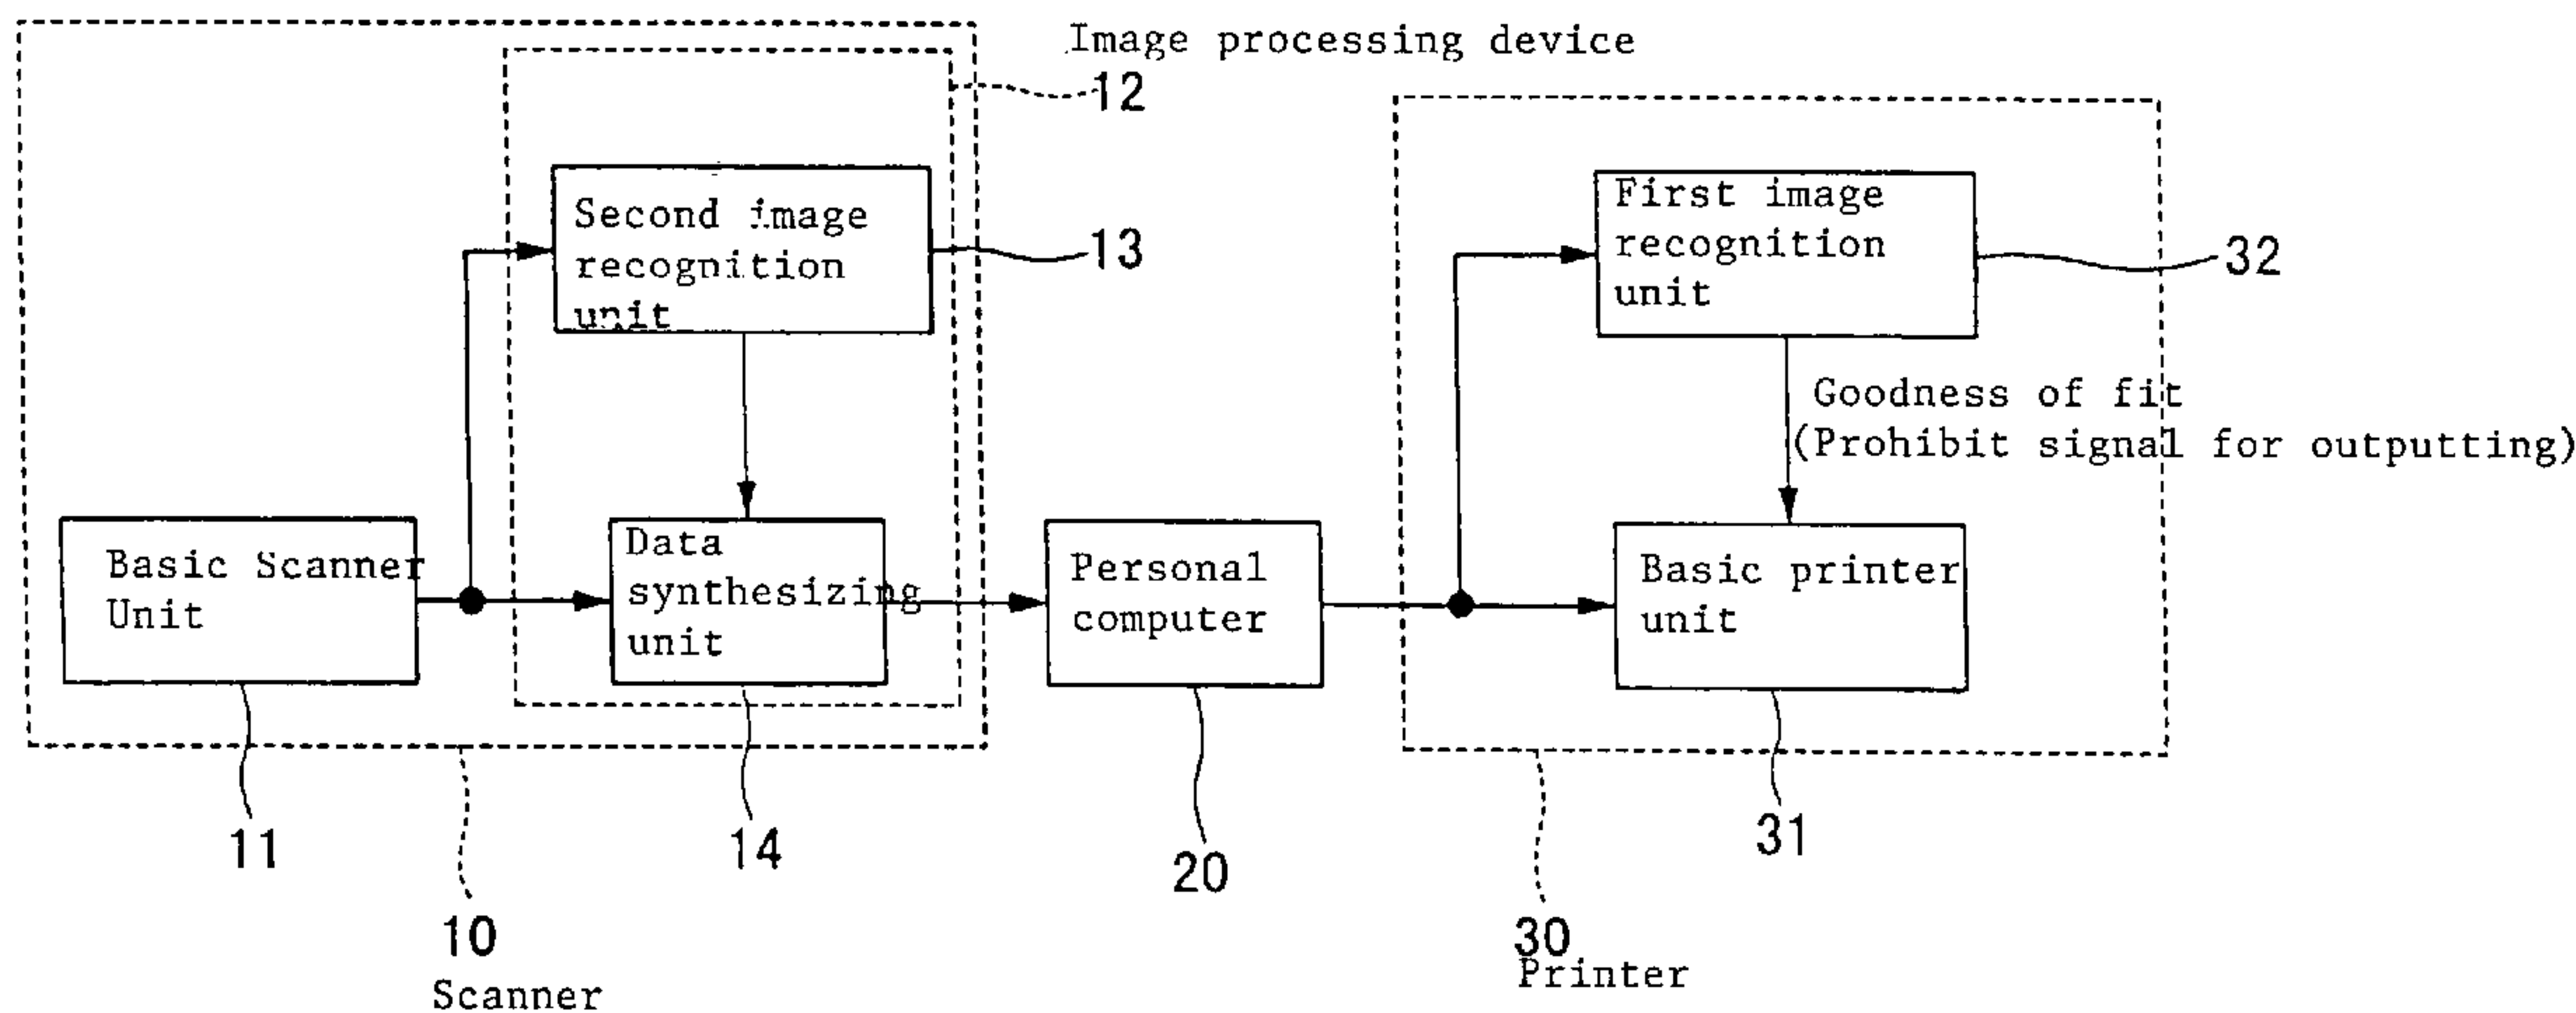 Image processing device
12
Second image
recognition
unit
13
First image
recognition
unit
32
Goodness of fit
(Prohibit signal for outputting)
Basic Scanner
Unit
Data
synthesizing
unit
Personal
computer
Basic printer
unit
11
14
20
31
10
Scanner
30
Printer